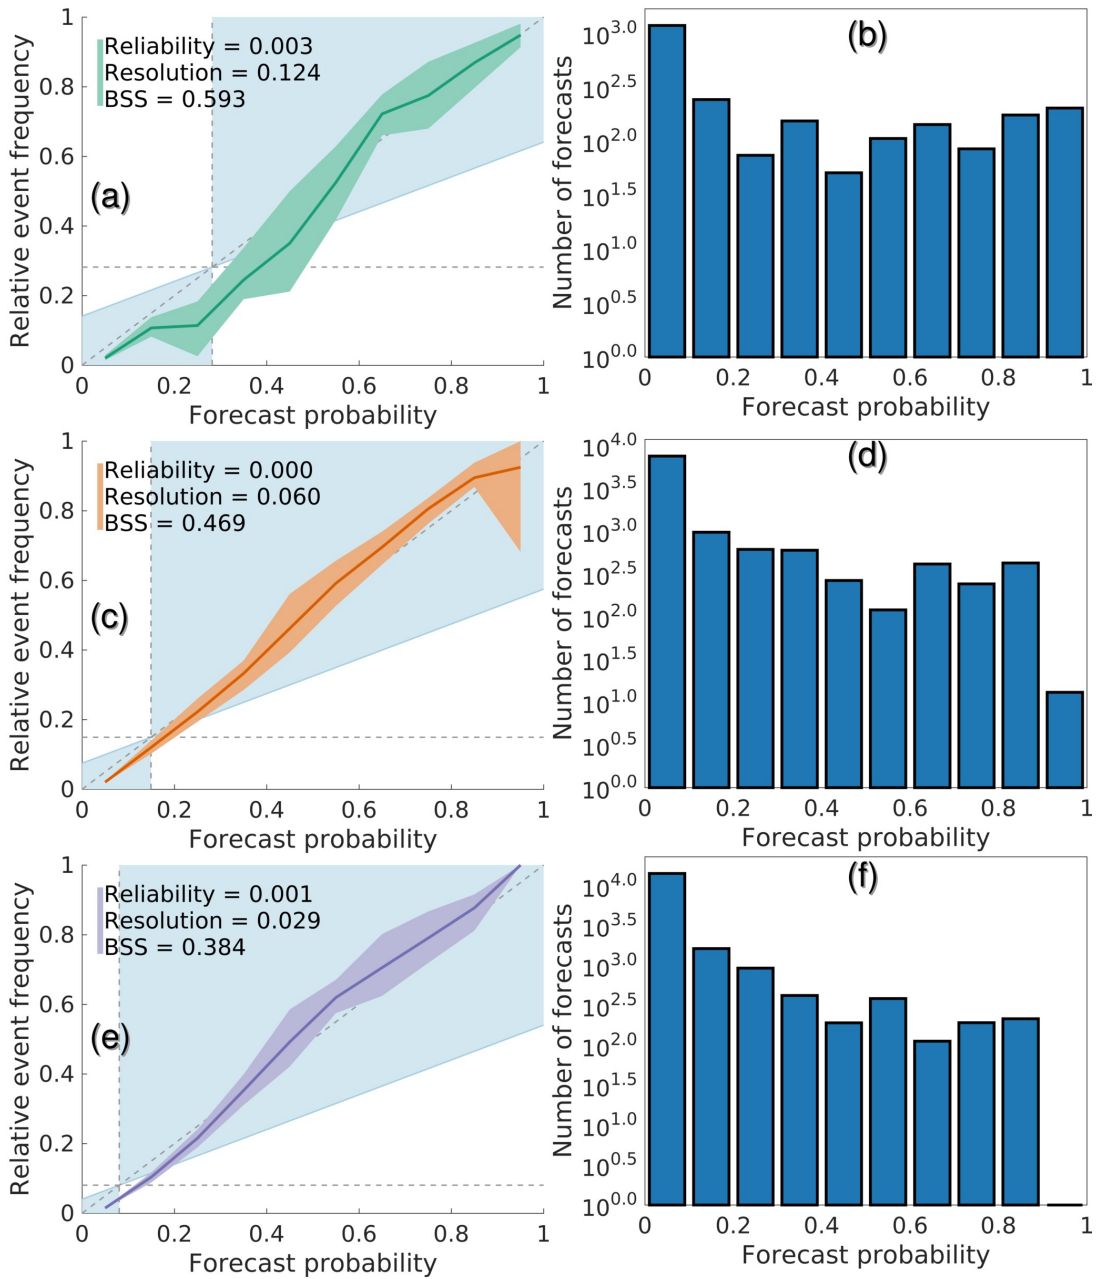 Relative event frequency
1
0.8
0.6
0.4
0.2
0
Reliability = 0.003
Resolution = 0.124
BSS = 0.593
(a)
0 0.2 0.4 0.6 0.8 1
Forecast probability
Number of forecasts
10^3.0
10^2.5
10^2.0
10^1.5
10^1.0
10^0.5
10^0.0
(b)
0 0.2 0.4 0.6 0.8 1
Forecast probability
Relative event frequency
1
0.8
0.6
0.4
0.2
0
Reliability = 0.000
Resolution = 0.060
BSS = 0.469
(c)
0 0.2 0.4 0.6 0.8 1
Forecast probability
Number of forecasts
10^4.0
10^3.5
10^3.0
10^2.5
10^2.0
10^1.5
10^1.0
10^0.5
10^0.0
(d)
0 0.2 0.4 0.6 0.8 1
Forecast probability
Relative event frequency
1
0.8
0.6
0.4
0.2
0
Reliability = 0.001
Resolution = 0.029
BSS = 0.384
(e)
0 0.2 0.4 0.6 0.8 1
Forecast probability
Number of forecasts
10^4.0
10^3.5
10^3.0
10^2.5
10^2.0
10^1.5
10^1.0
10^0.5
10^0.0
(f)
0 0.2 0.4 0.6 0.8 1
Forecast probability